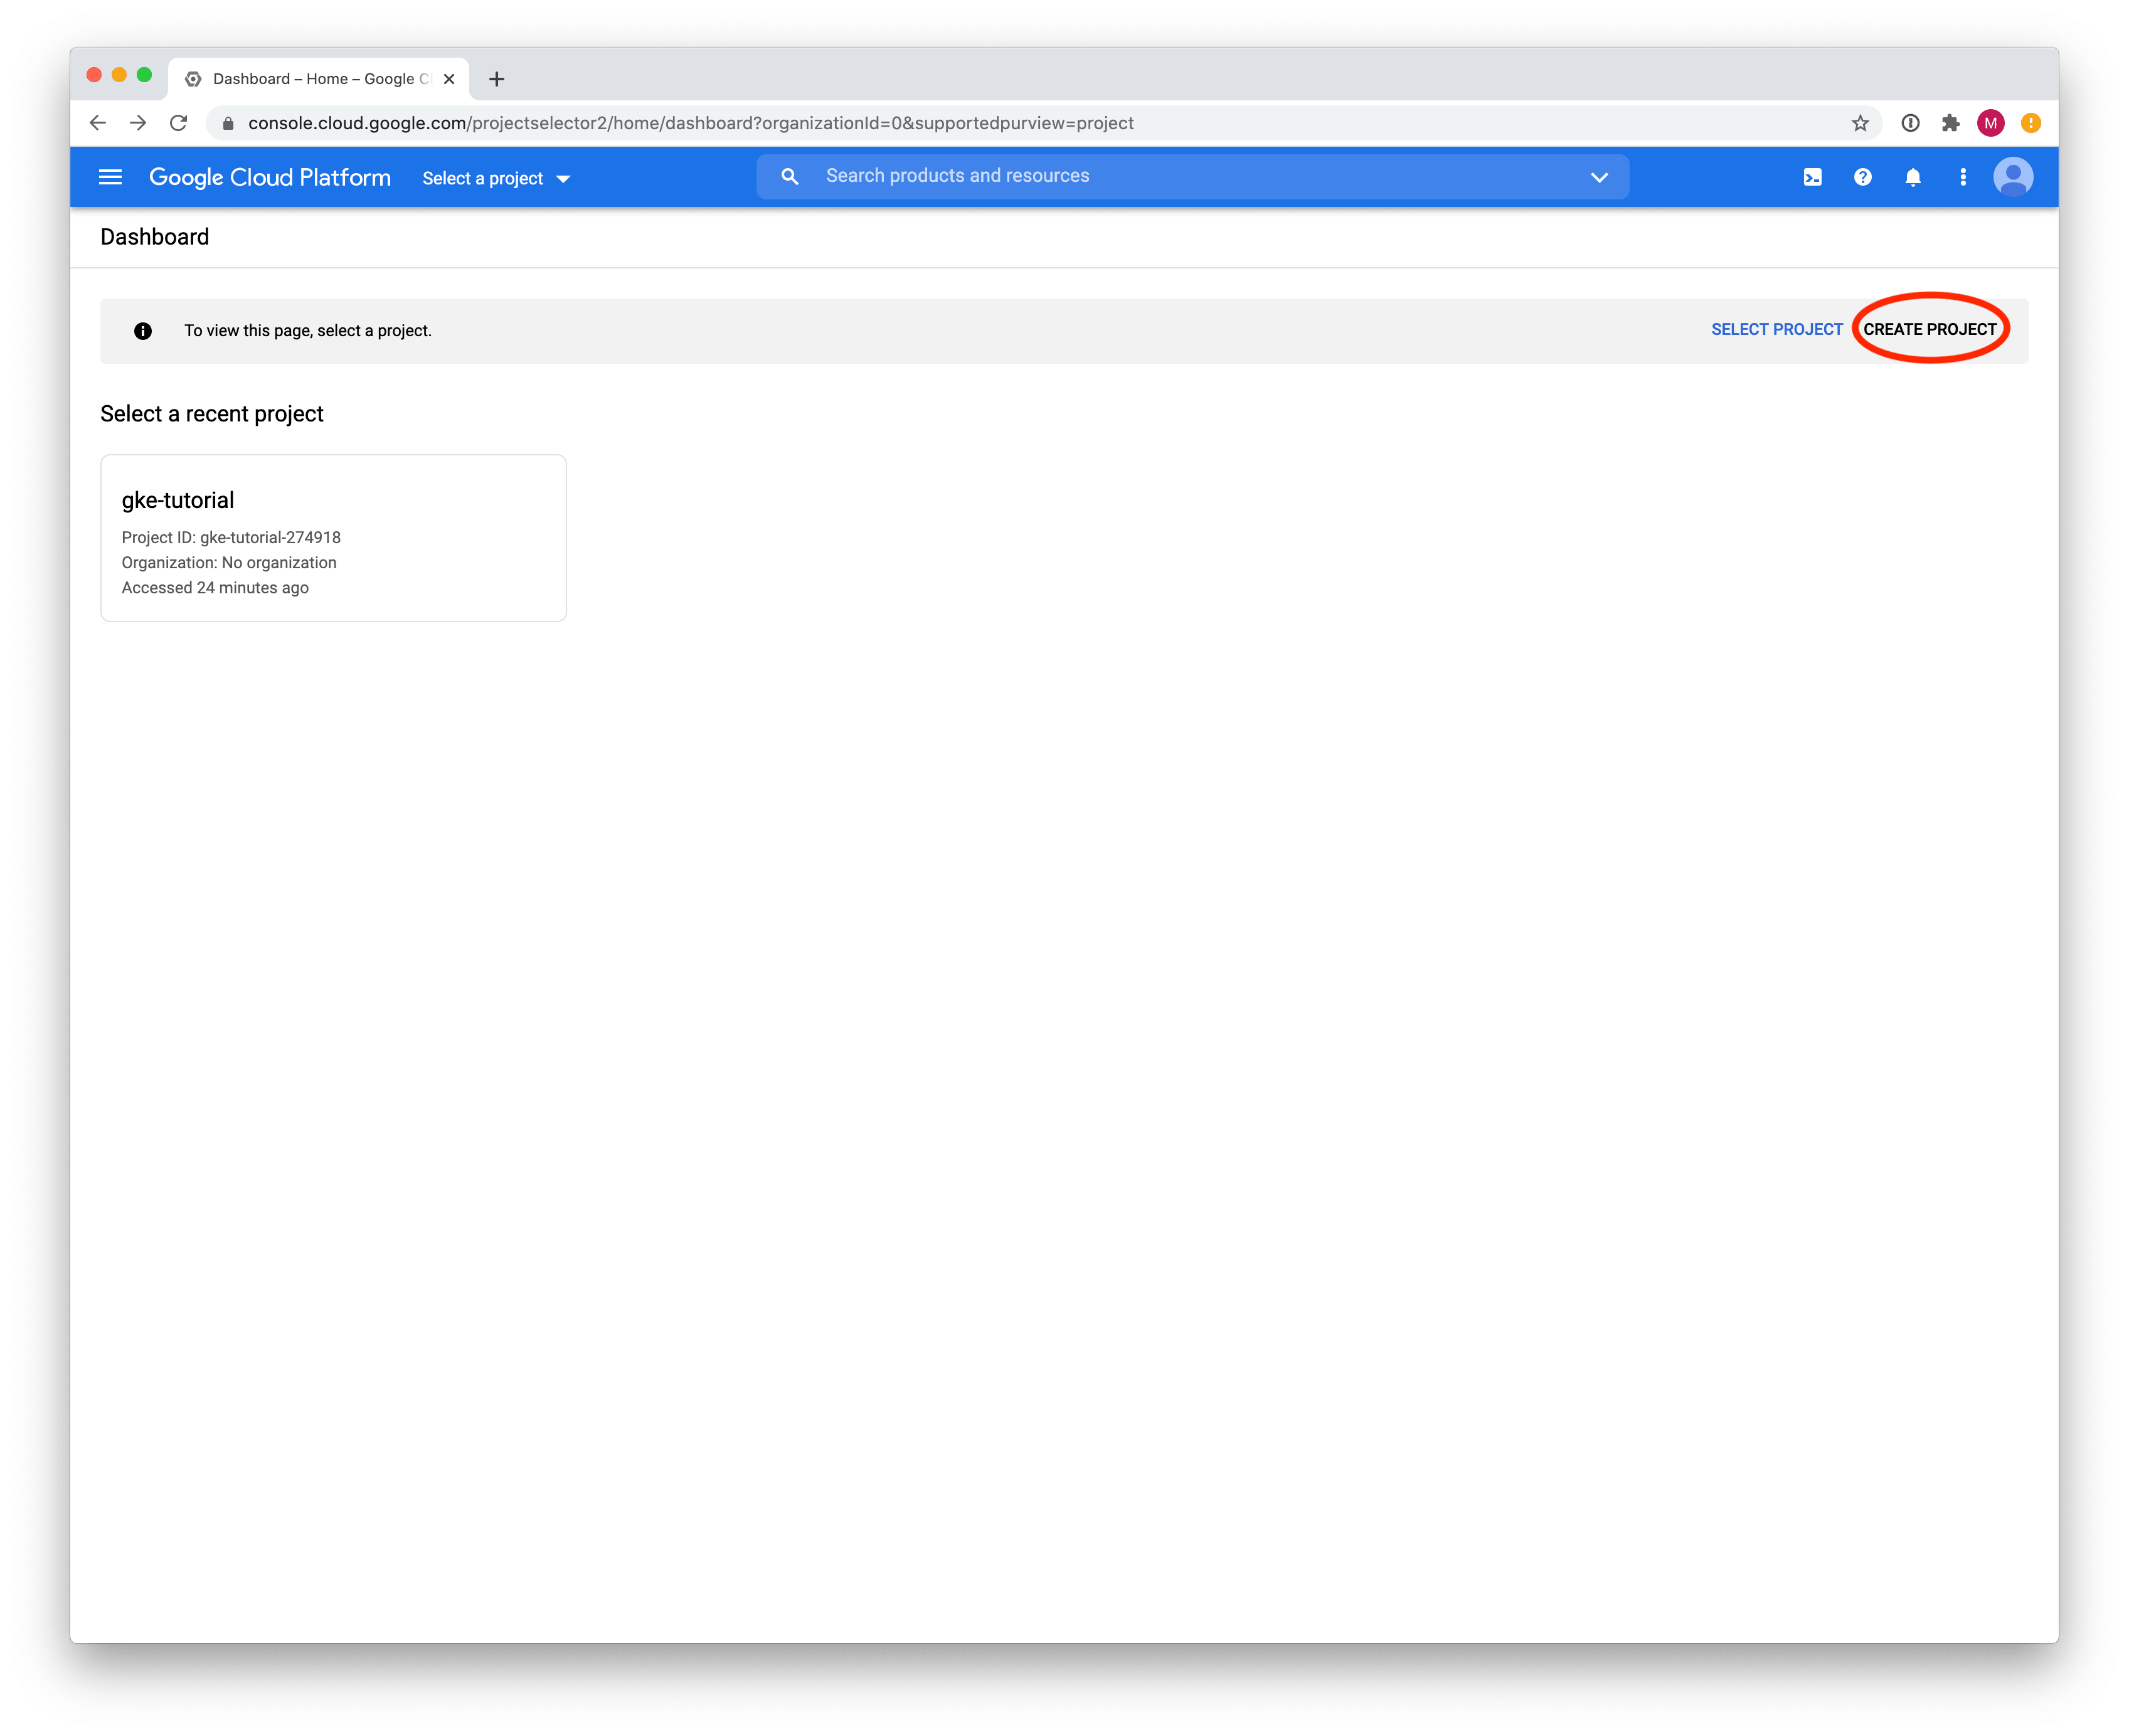 Dashboard – Home – Google C
console.cloud.google.com/projectselector2/home/dashboard?organizationId=0&supportedpurview=project
M
Google Cloud Platform
Select a project
Search products and resources
Dashboard
To view this page, select a project.
SELECT PROJECT
CREATE PROJECT
Select a recent project
gke-tutorial
Project ID: gke-tutorial-274918
Organization: No organization
Accessed 24 minutes ago